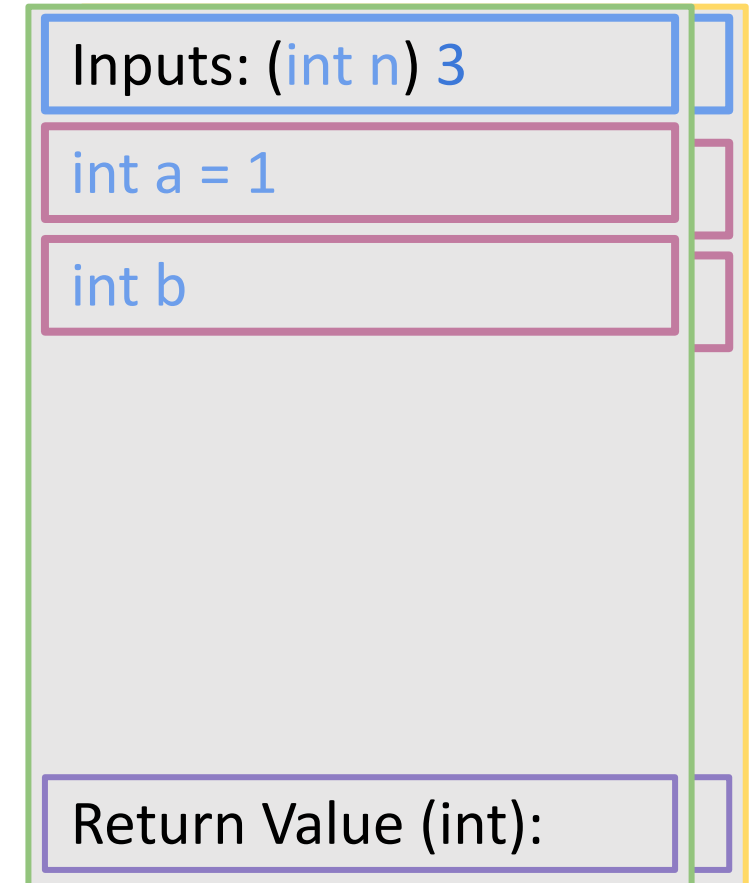 Inputs: (int n) 3
int a = 1
int b
Return Value (int):